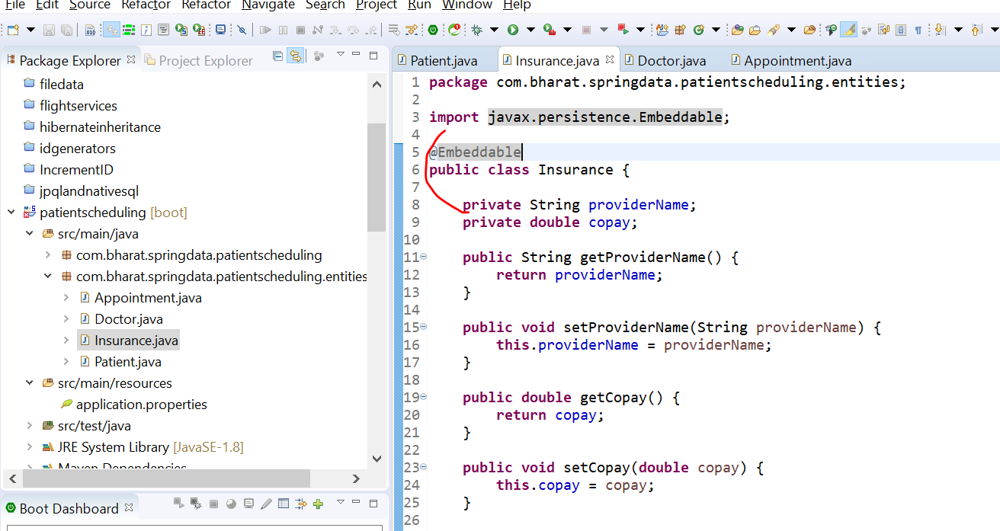 File Edit Source Refactor Refactor Navigate Search Project Run Window Help
Package Explorer Project Explorer
filedata
flightservices
hibernateinheritance
idgenerators
IncrementID
jpqlandnativesql
patientscheduling [boot]
src/main/java
com.bharat.springdata.patientscheduling
com.bharat.springdata.patientscheduling.entities
Appointment.java
Doctor.java
Insurance.java
Patient.java
src/main/resources
application.properties
src/test/java
JRE System Library [JavaSE-1.8]
Maven Dependencies
Boot Dashboard
Patient.java Insurance.java Doctor.java Appointment.java
1 package com.bharat.springdata.patientscheduling.entities;
2
3 import javax.persistence.Embeddable;
4
5 @Embeddable
6 public class Insurance {
7
8 private String providerName;
9 private double copay;
10
11 public String getProviderName() {
12 return providerName;
13 }
14
15 public void setProviderName(String providerName) {
16 this.providerName = providerName;
17 }
18
19 public double getCopay() {
20 return copay;
21 }
22
23 public void setCopay(double copay) {
24 this.copay = copay;
25 }
26